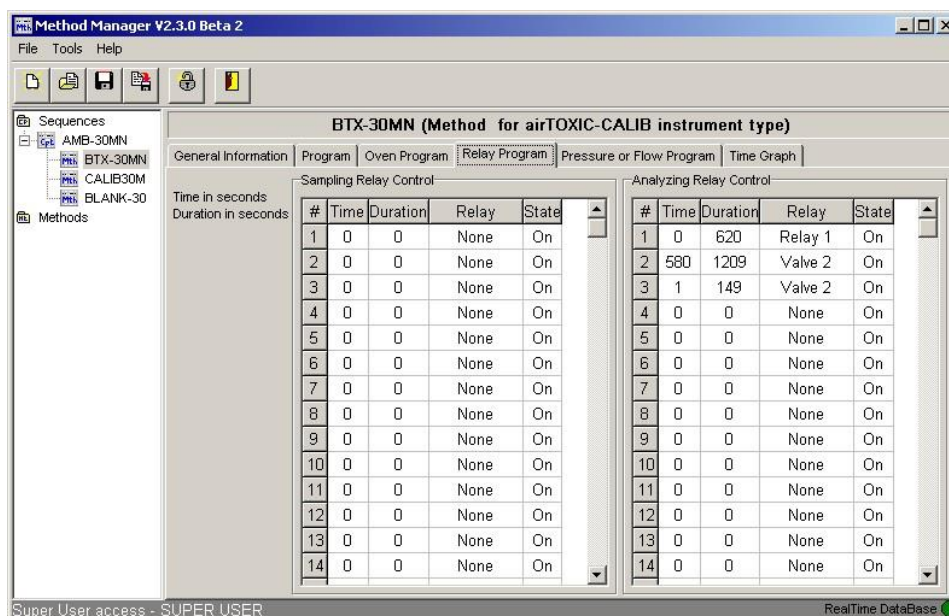 Method Manager V2.3.0 Beta 2
File Tools Help
Sequences
Cpt AMB-30MN
Mth BTX-30MN
Mth CALIB30M
Mth BLANK-30
Methods
BTX-30MN (Method for airTOXIC-CALIB instrument type)
General Information Program Oven Program Relay Program Pressure or Flow Program Time Graph
Time in seconds
Duration in seconds
Sampling Relay Control
# Time Duration Relay State
1 0 0 None On
2 0 0 None On
3 0 0 None On
4 0 0 None On
5 0 0 None On
6 0 0 None On
7 0 0 None On
8 0 0 None On
9 0 0 None On
10 0 0 None On
11 0 0 None On
12 0 0 None On
13 0 0 None On
14 0 0 None On
Analyzing Relay Control
# Time Duration Relay State
1 0 620 Relay 1 On
2 580 1209 Valve 2 On
3 1 149 Valve 2 On
4 0 0 None On
5 0 0 None On
6 0 0 None On
7 0 0 None On
8 0 0 None On
9 0 0 None On
10 0 0 None On
11 0 0 None On
12 0 0 None On
13 0 0 None On
14 0 0 None On
Super User access - SUPER USER
RealTime DataBase